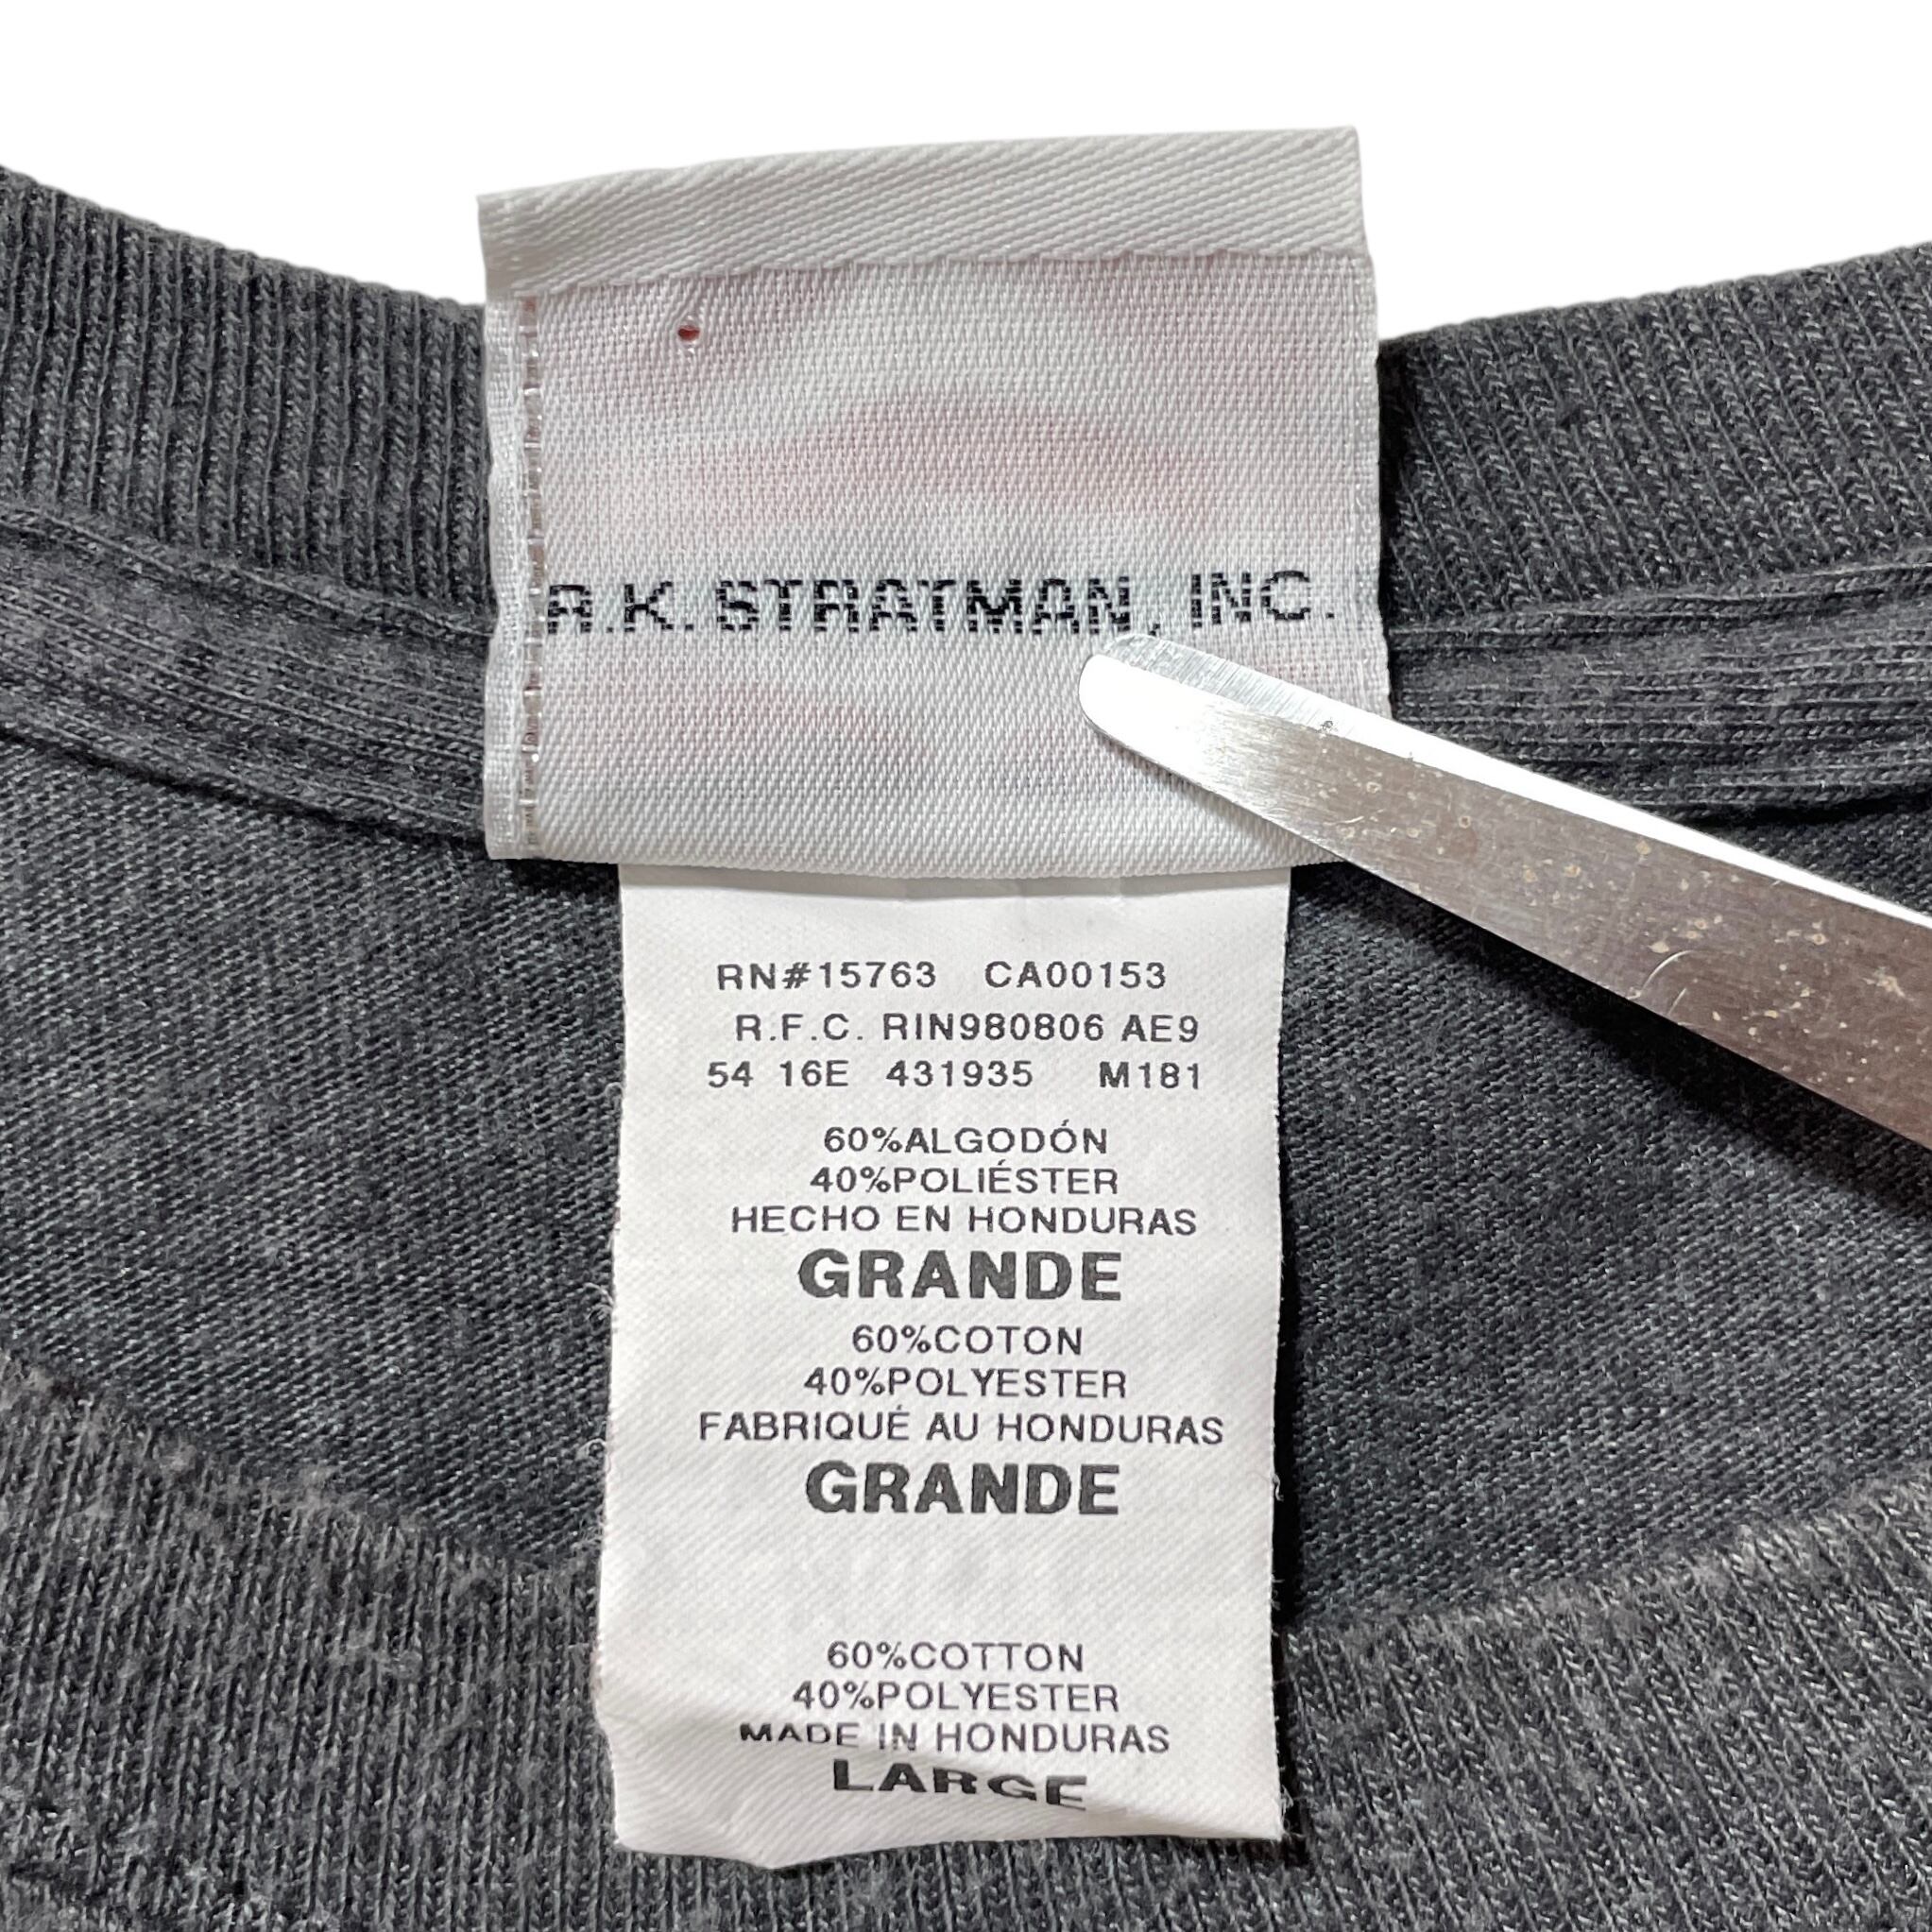 R.K. STRATMAN, INC.
RN#15763 CA00153
R.F.C. RIN980806 AE9
54 16E 431935 M181
60%ALGODÓN
40%POLIÉSTER
HECHO EN HONDURAS
GRANDE
60%COTON
40%POLYESTER
FABRIQUÉ AU HONDURAS
GRANDE
60%COTTON
40%POLYESTER
MADE IN HONDURAS
LARGE